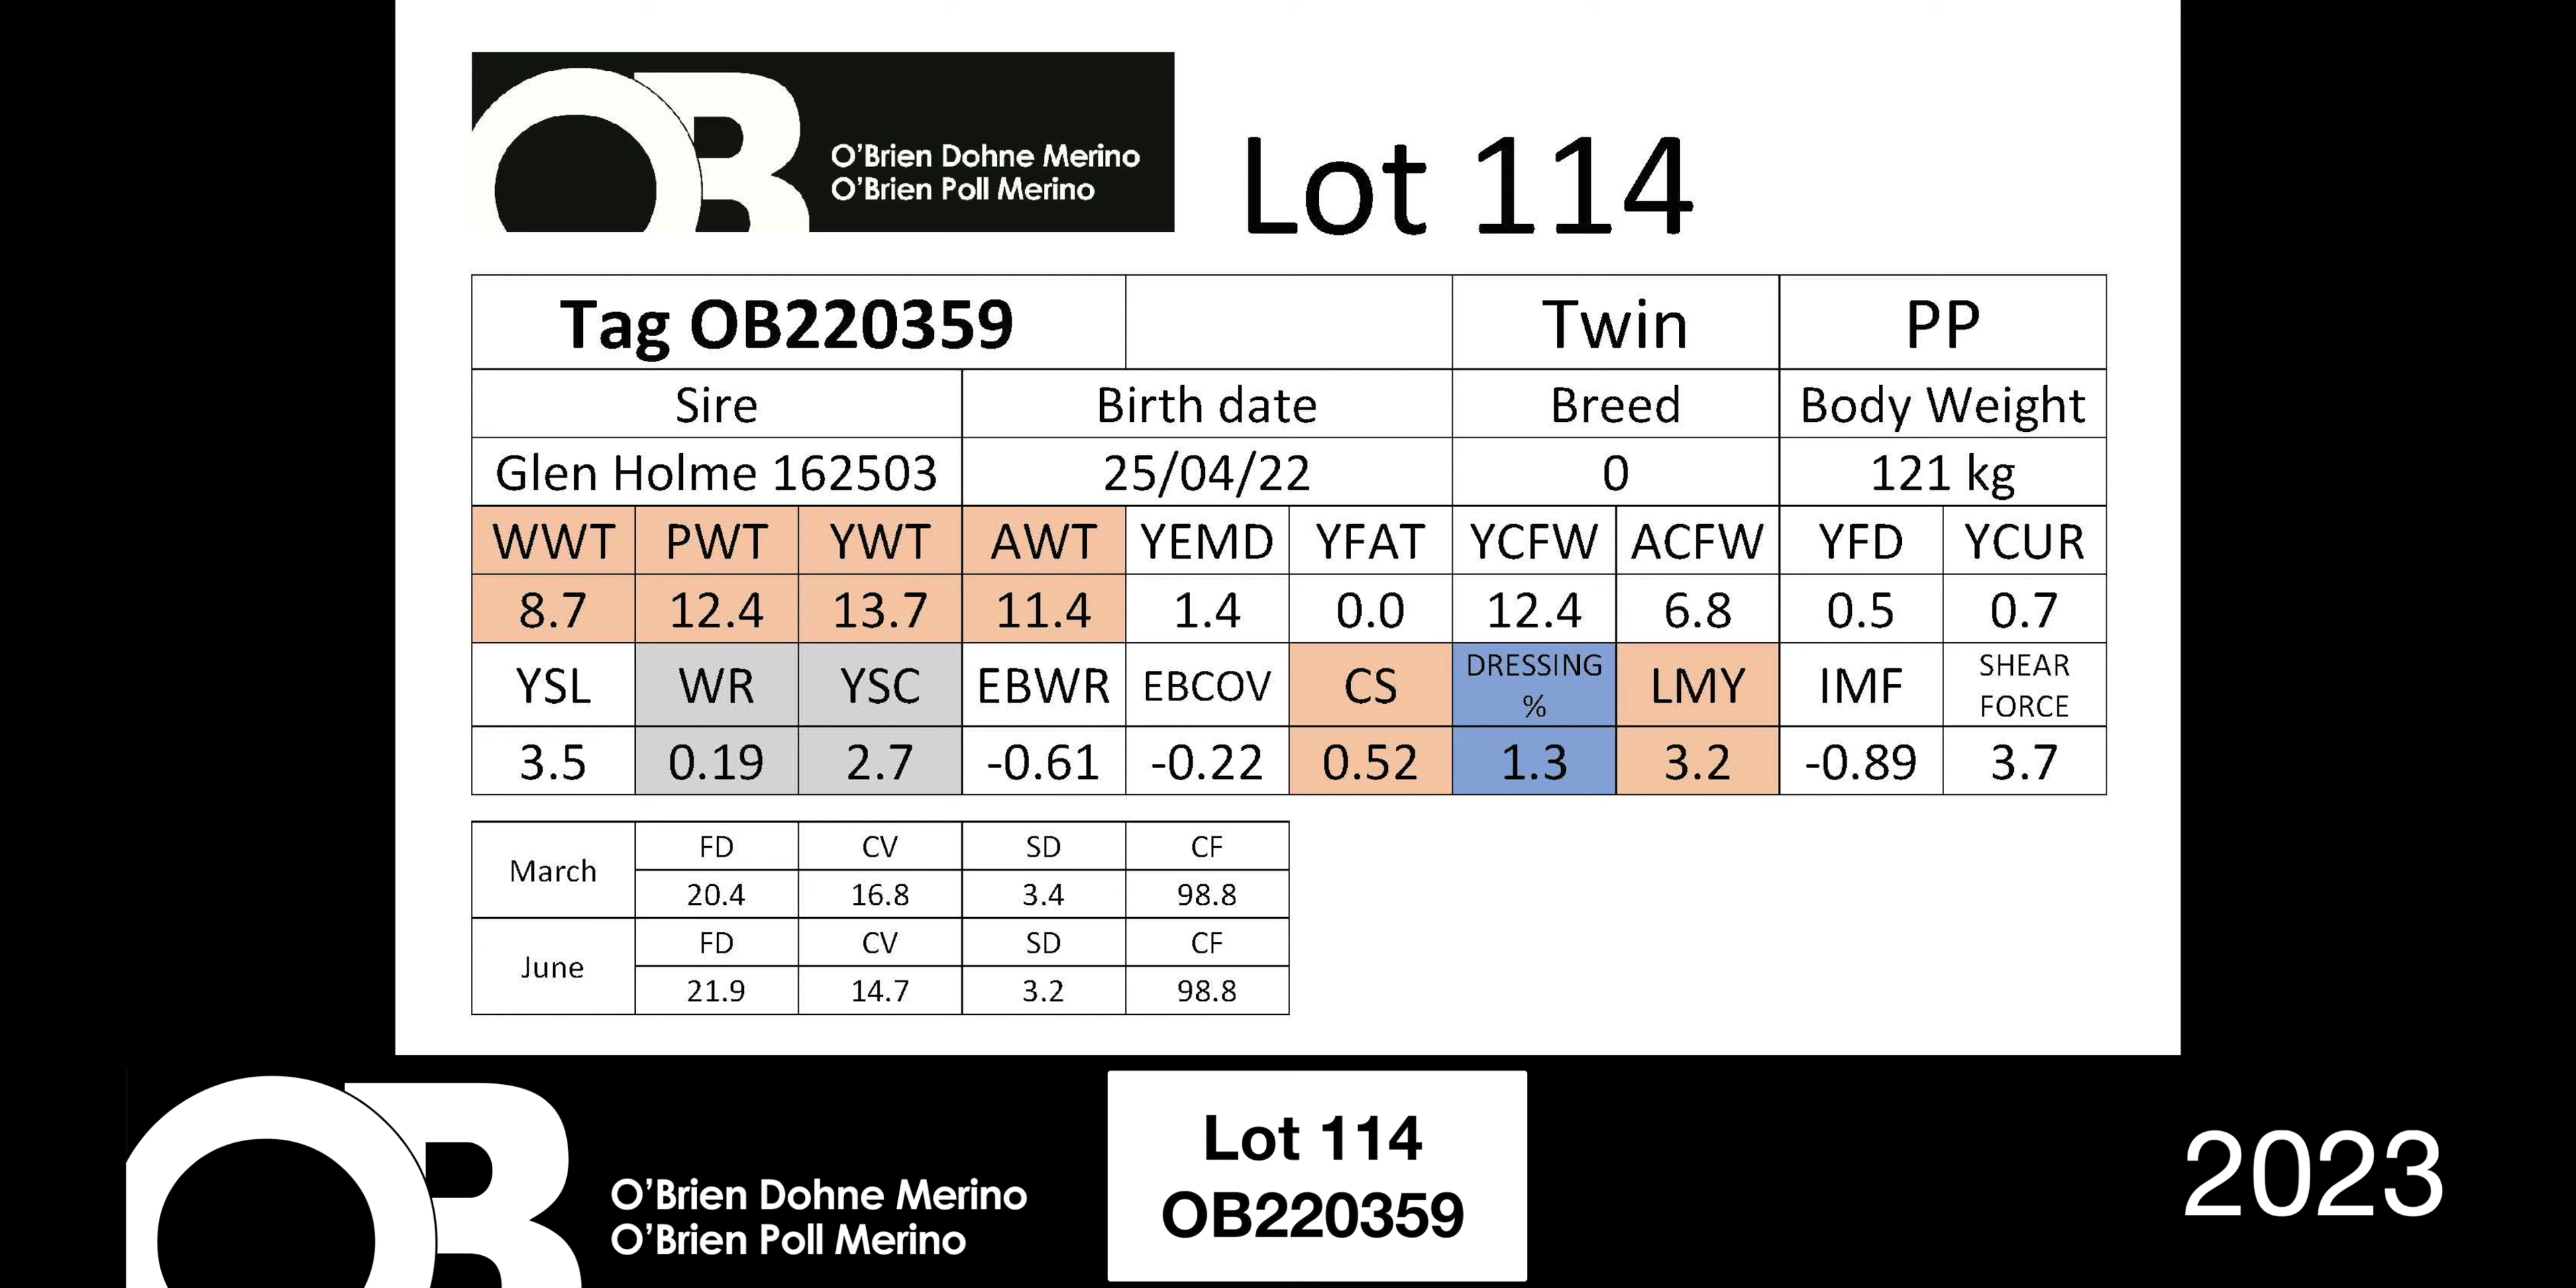 OB
O'Brien Dohne Merino
O'Brien Poll Merino
Lot 114
Tag OB220359 Twin PP
Sire Birth date Breed Body Weight
Glen Holme 162503 25/04/22 0 121 kg
WWT PWT YWT AWT YEMD YFAT YCFW ACFW YFD YCUR
8.7 12.4 13.7 11.4 1.4 0.0 12.4 6.8 0.5 0.7
YSL WR YSC EBWR EBCOV CS DRESSING % LMY IMF SHEAR FORCE
3.5 0.19 2.7 -0.61 -0.22 0.52 1.3 3.2 -0.89 3.7
March
FD CV SD CF
20.4 16.8 3.4 98.8
June
FD CV SD CF
21.9 14.7 3.2 98.8
OB
O'Brien Dohne Merino
O'Brien Poll Merino
Lot 114
OB220359
2023